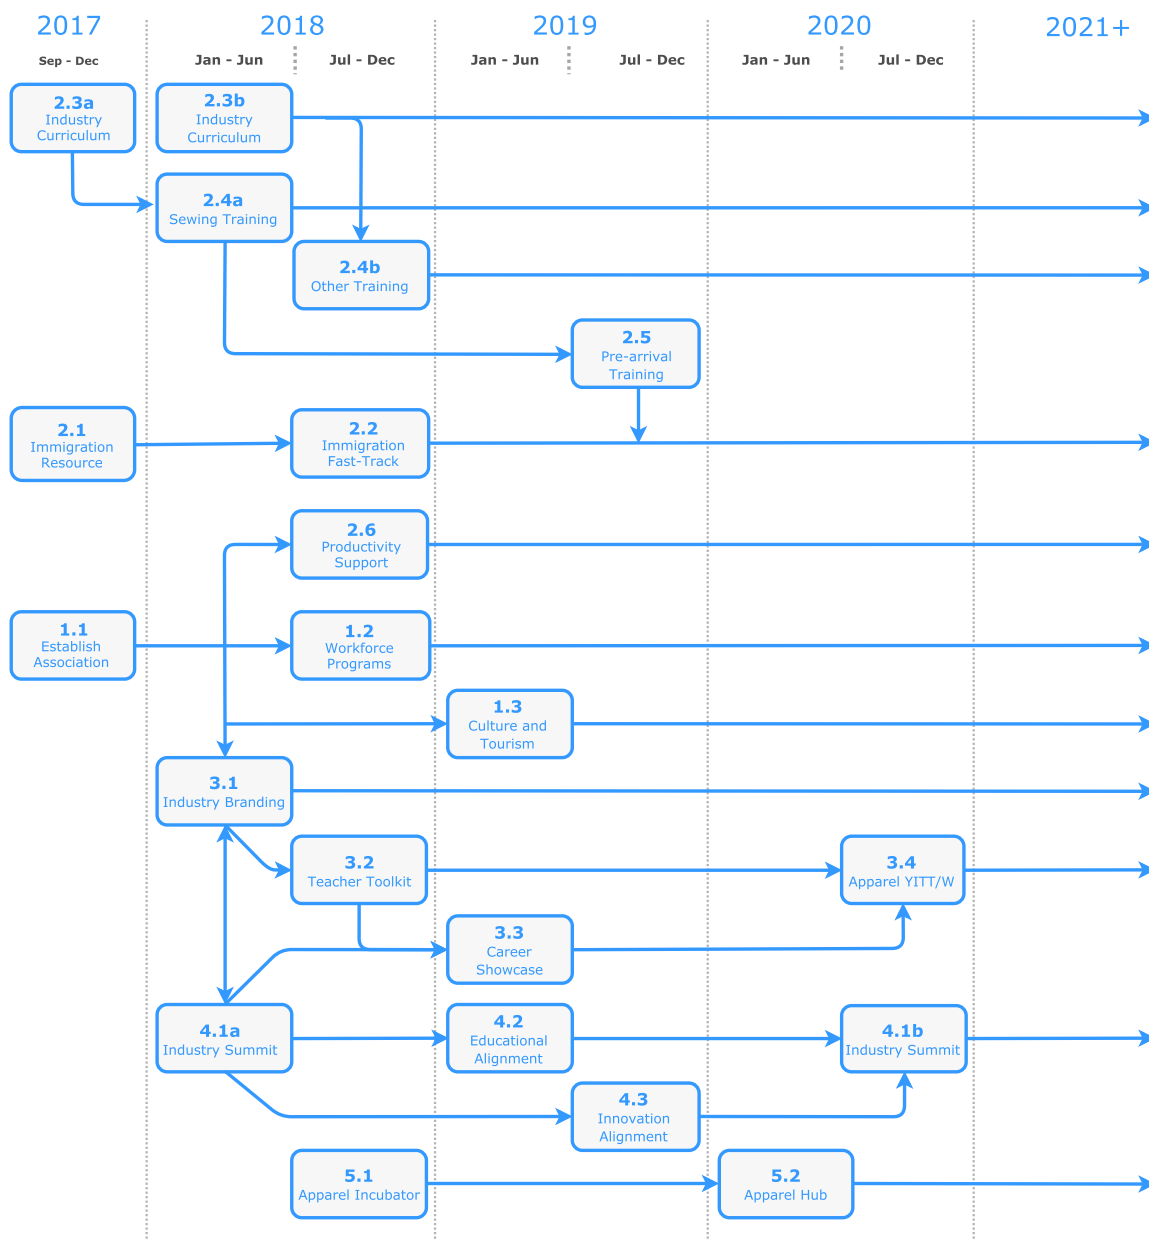 2017
2018
2019
2020
2021+
Sep - Dec
Jan - Jun
Jul - Dec
Jan - Jun
Jul - Dec
Jan - Jun
Jul - Dec
2.3a
Industry
Curriculum
2.3b
Industry
Curriculum
2.4a
Sewing Training
2.4b
Other Training
2.5
Pre-arrival
Training
2.1
Immigration
Resource
2.2
Immigration
Fast-Track
2.6
Productivity
Support
1.1
Establish
Association
1.2
Workforce
Programs
1.3
Culture and
Tourism
3.1
Industry Branding
3.2
Teacher Toolkit
3.4
Apparel YITT/W
3.3
Career
Showcase
4.1a
Industry Summit
4.2
Educational
Alignment
4.1b
Industry Summit
4.3
Innovation
Alignment
5.1
Apparel Incubator
5.2
Apparel Hub